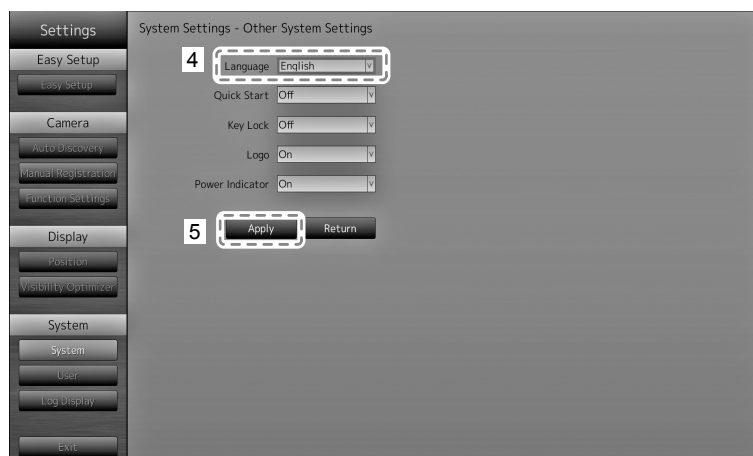 Settings
Easy Setup
Easy Setup
Camera
Auto Discovery
Manual Registration
Function Settings
Display
Position
Visibility Optimizer
System
System
User
Log Display
Exit
System Settings - Other System Settings
4 Language English
Quick Start Off
Key Lock Off
Logo On
Power Indicator On
5 Apply Return